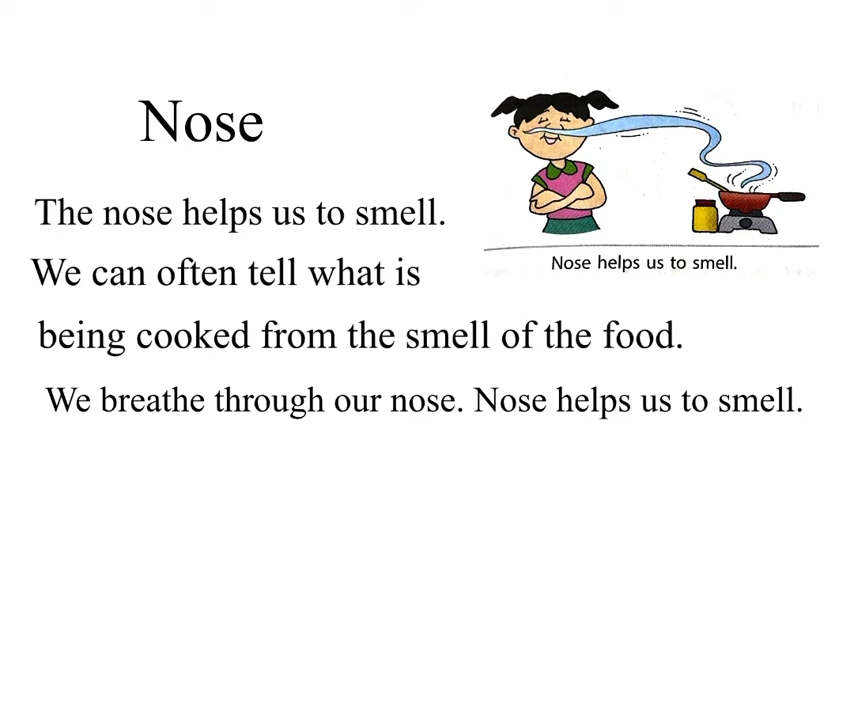 Nose
The nose helps us to smell.
We can often tell what is
being cooked from the smell of the food.
We breathe through our nose. Nose helps us to smell.
Nose helps us to smell.